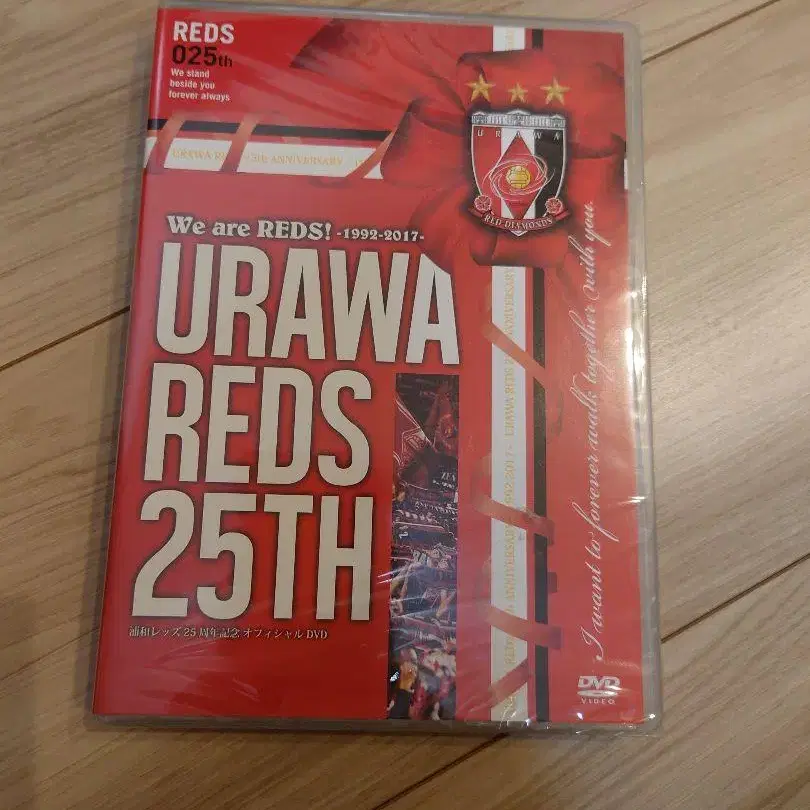 REDS
025th
We stand
beside you
forever always
URAWA
RED DIAMONDS
We are REDS! -1992-2017-
URAWA
REDS
25TH
浦和レッズ25周年記念 オフィシャルDVD
I want to forever walk together with you.
DVD
VIDEO